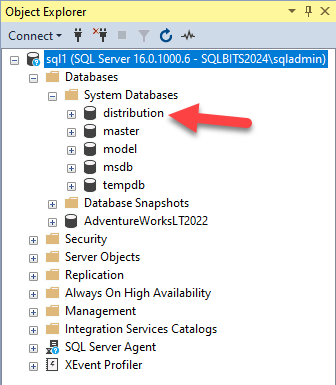 Object Explorer
Connect
sql1 (SQL Server 16.0.1000.6 - SQLBITS2024\sqladmin)
Databases
System Databases
distribution
master
model
msdb
tempdb
Database Snapshots
AdventureWorksLT2022
Security
Server Objects
Replication
Always On High Availability
Management
Integration Services Catalogs
SQL Server Agent
XEvent Profiler